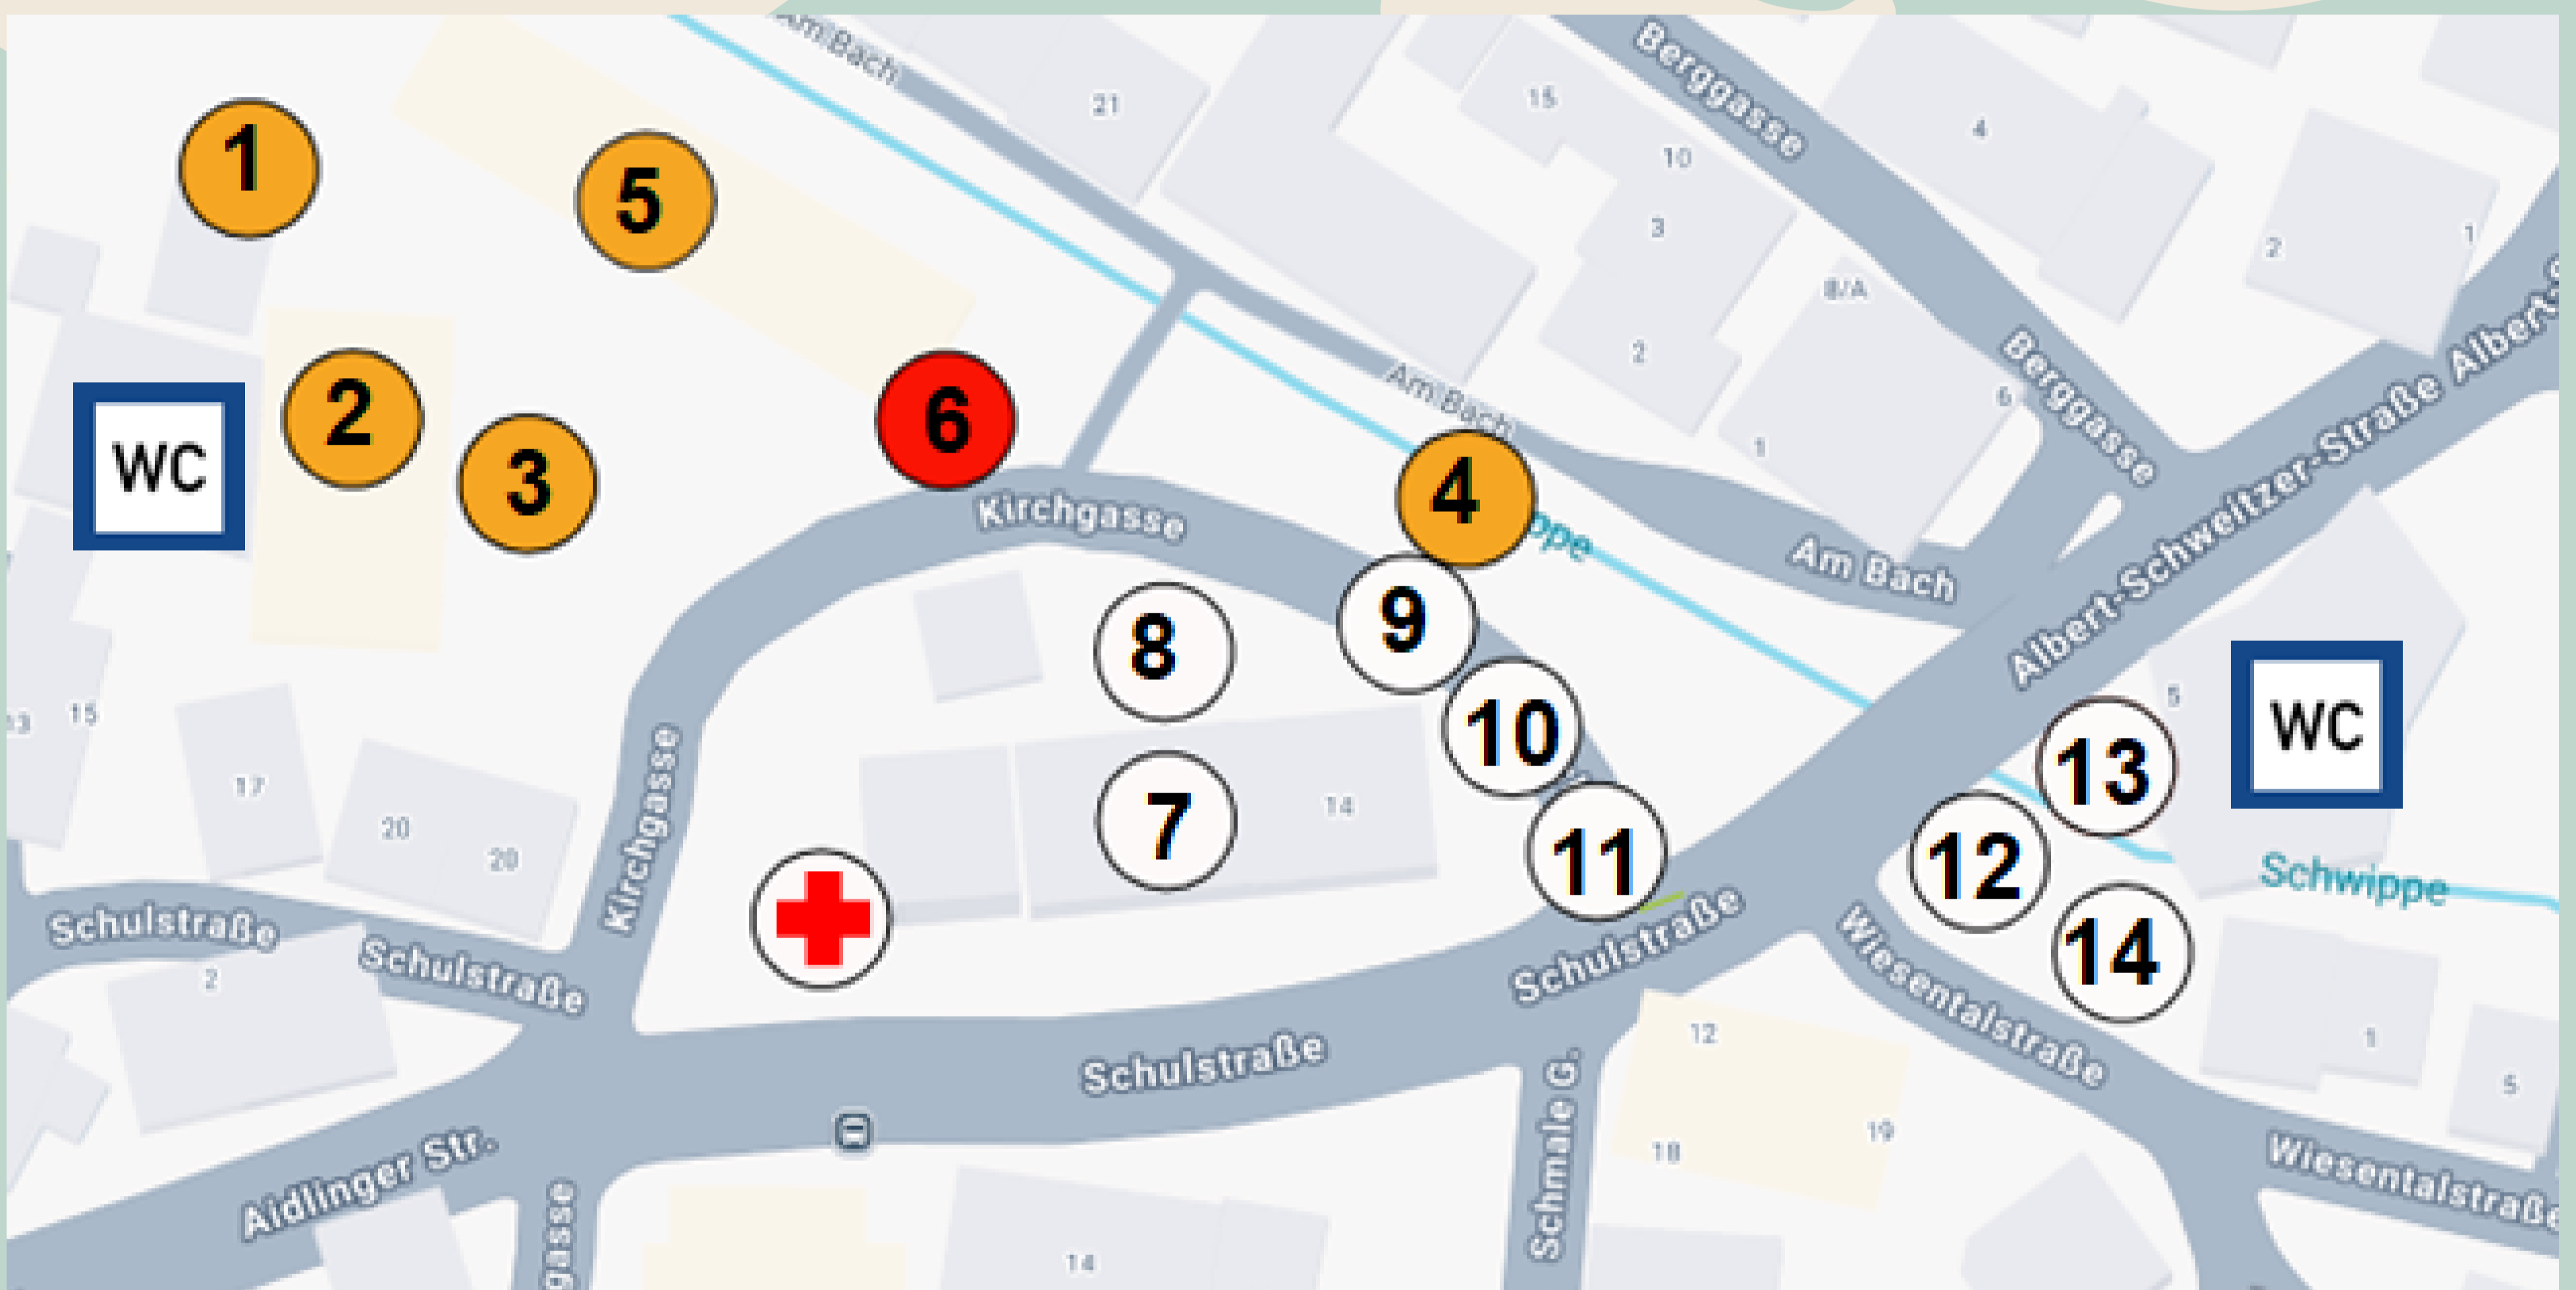 Am Bach
Berggasse
21
15
4
10
1
5
3
2
1
8/A
Berggasse
Albert-
2
6
2
3
6
Am Bach
1
4
Albert-Schweitzer-Straße
WC
Kirchgasse
ppe
Am Bach
9
8
5
15
10
WC
13
17
14
7
20
20
11
12
Schwippe
Kirchgasse
Schulstraße
2
Schulstraße
Schulstraße
14
Wiesentalstraße
12
1
Schulstraße
Schmale G.
5
19
18
Aidlinger Str.
Wiesentalstraße
gasse
14